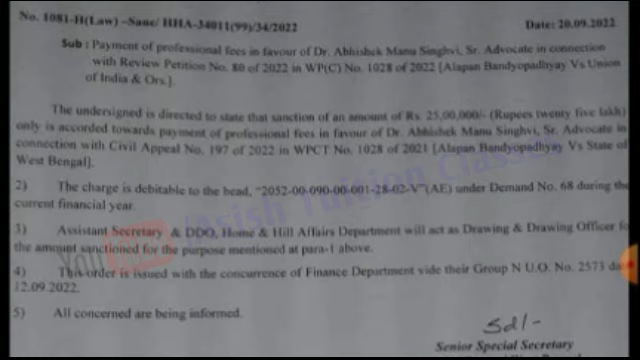 No. 1081-H(Law) –Sanc/ HHA-34011(99)/34/2022 Date: 20.09.2022
Sub : Payment of professional fees in favour of Dr. Abhishek Manu Singhvi, Sr. Advocate in connection
with Review Petition No. 80 of 2022 in WP(C) No. 1028 of 2022 [Alapan Bandyopadhyay Vs Union
of India & Ors.].
The undersigned is directed to state that sanction of an amount of Rs. 25,00,000/- (Rupees twenty five lakh)
only is accorded towards payment of professional fees in favour of Dr. Abhishek Manu Singhvi, Sr. Advocate in
connection with Civil Appeal No. 197 of 2022 in WPCT No. 1028 of 2021 [Alapan Bandyopadhyay Vs State of
West Bengal].
2) The charge is debitable to the head, "2052-00-090-00-001-28-02-V"(AE) under Demand No. 68 during the
current financial year.
3) Assistant Secretary & DDO, Home & Hill Affairs Department will act as Drawing & Drawing Officer for
the amount sanctioned for the purpose mentioned at para-1 above.
4) This order is issued with the concurrence of Finance Department vide their Group N U.O. No. 2573
12.09.2022.
5) All concerned are being informed.
Sd/-
Senior Special Secretary